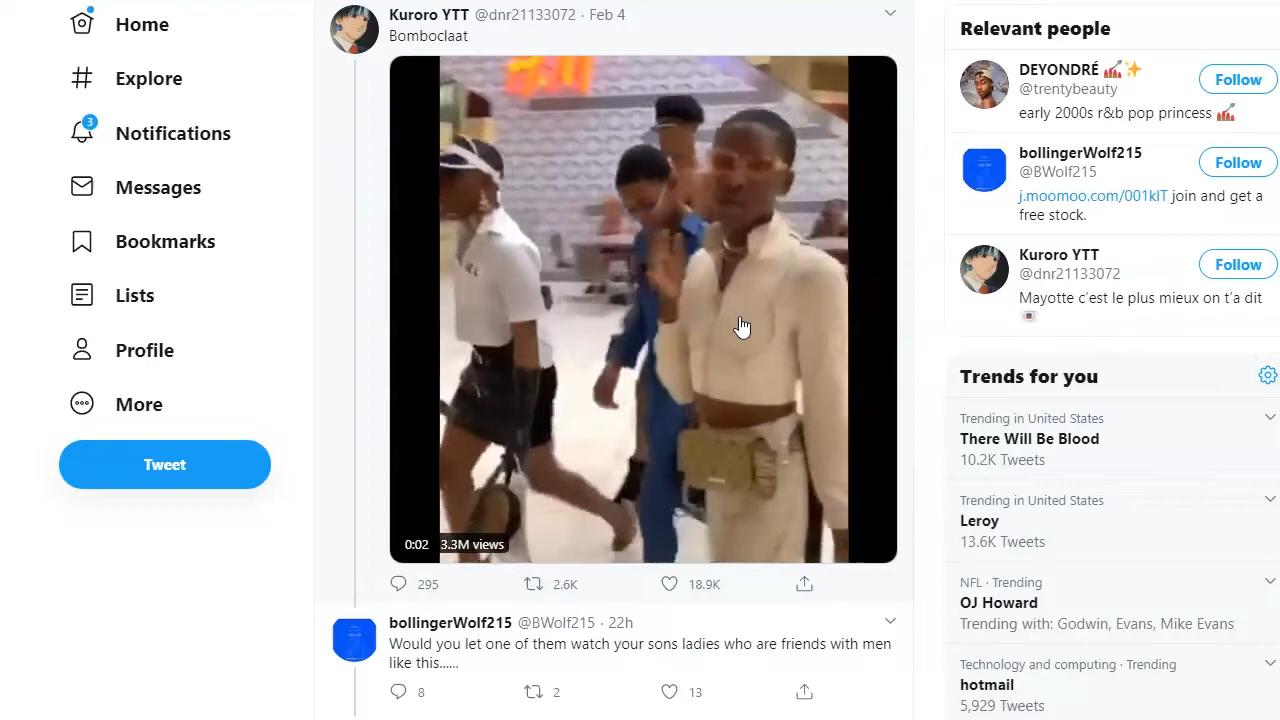 Home
Explore
3
Notifications
Messages
Bookmarks
Lists
Profile
More
Tweet
Kuroro YTT @dnr21133072 · Feb 4
Bomboclaat
0:02 3.3M views
295 2.6K 18.9K
bollingerWolf215 @BWolf215 · 22h
Would you let one of them watch your sons ladies who are friends with men
like this......
8 2 13
Relevant people
DEYONDRÉ 💅🏾✨
@trentybeauty
Follow
early 2000s r&b pop princess 💅🏾
bollingerWolf215
@BWolf215
Follow
j.moomoo.com/001kIT join and get a
free stock.
Kuroro YTT
@dnr21133072
Follow
Mayotte c'est le plus mieux on t'a dit
🇾🇹
Trends for you
Trending in United States
There Will Be Blood
10.2K Tweets
Trending in United States
Leroy
13.6K Tweets
NFL · Trending
OJ Howard
Trending with: Godwin, Evans, Mike Evans
Technology and computing · Trending
hotmail
5,929 Tweets